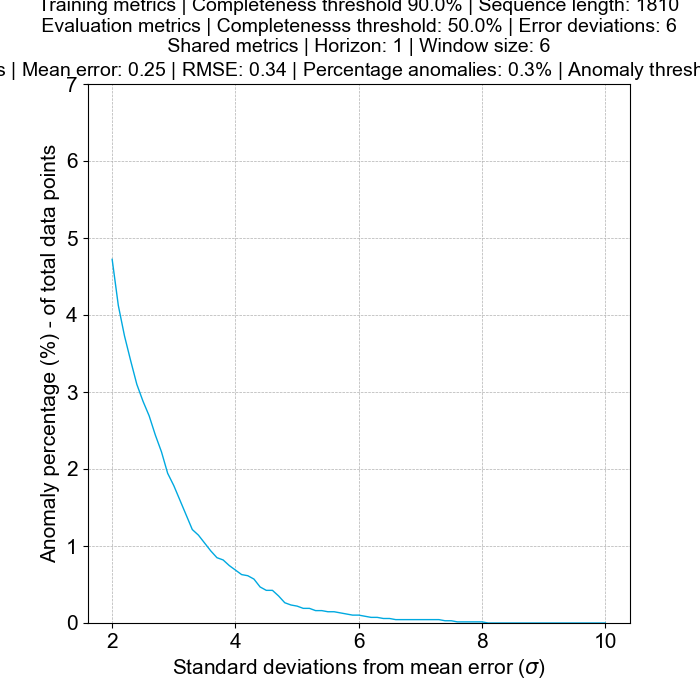 Training metrics | Completeness threshold 90.0% | Sequence length: 1810
Evaluation metrics | Completenesss threshold: 50.0% | Error deviations: 6
Shared metrics | Horizon: 1 | Window size: 6
s | Mean error: 0.25 | RMSE: 0.34 | Percentage anomalies: 0.3% | Anomaly thresh
7
6
5
4
3
2
1
0
Anomaly percentage (%) - of total data points
2 4 6 8 10
Standard deviations from mean error (σ)